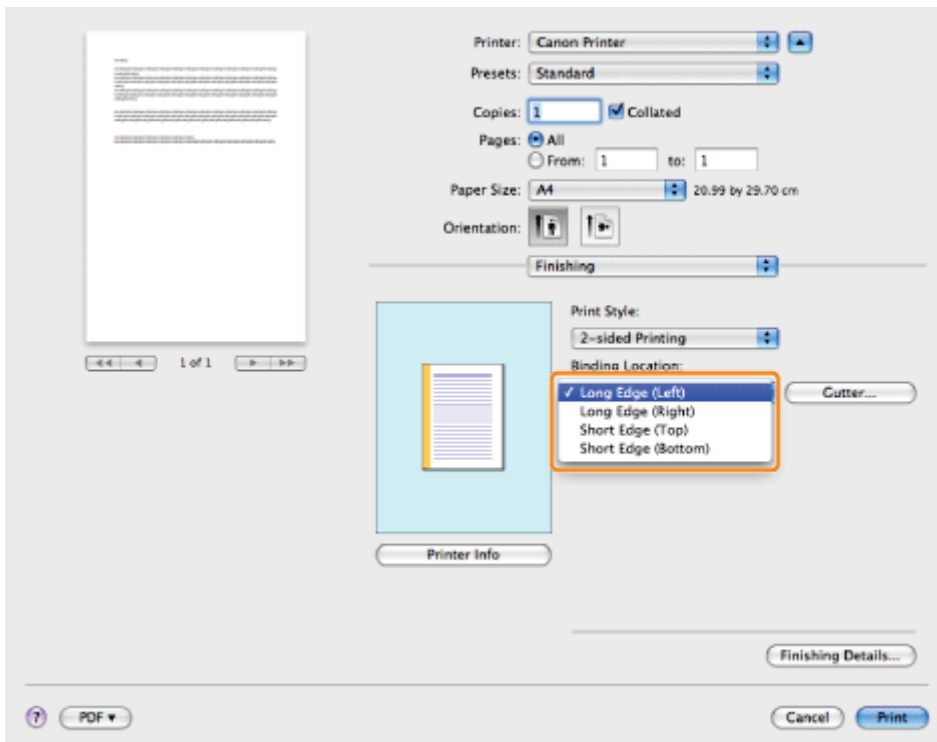 Printer: Canon Printer
Presets: Standard
Copies: 1 Collated
Pages: All
From: 1 to: 1
Paper Size: A4 20.99 by 29.70 cm
Orientation:
Finishing
1 of 1
Print Style:
2-sided Printing
Binding Location:
✓ Long Edge (Left)
Gutter...
Long Edge (Right)
Short Edge (Top)
Short Edge (Bottom)
Printer Info
Finishing Details...
? PDF ▾ Cancel Print